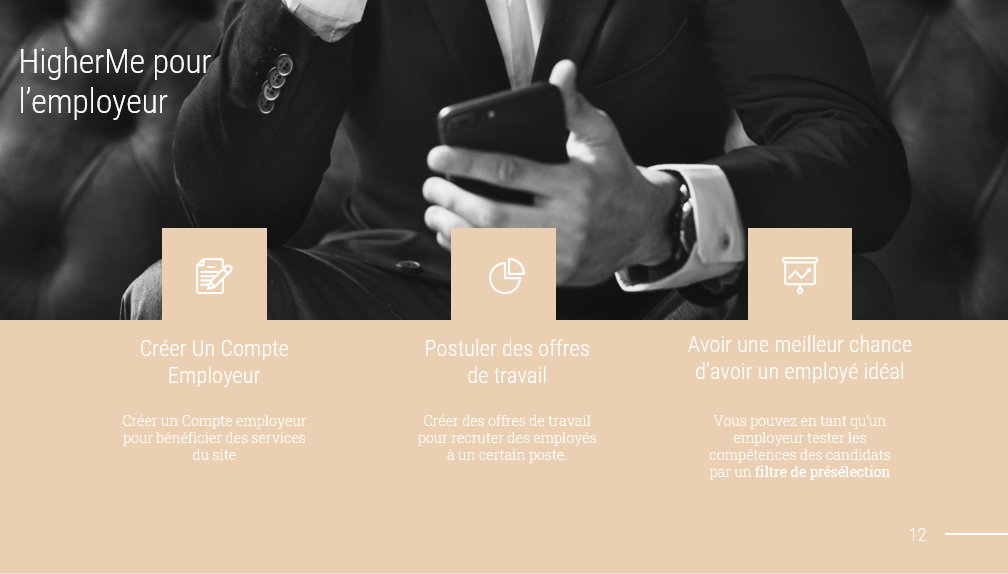 HigherMe pour
l'employeur
Créer Un Compte
Employeur
Créer un Compte employeur
pour bénéficier des services
du site
Postuler des offres
de travail
Créer des offres de travail
pour recruter des employés
à un certain poste.
Avoir une meilleur chance
d'avoir un employé idéal
Vous pouvez en tant qu'un
employeur tester les
compétences des candidats
par un filtre de présélection
12